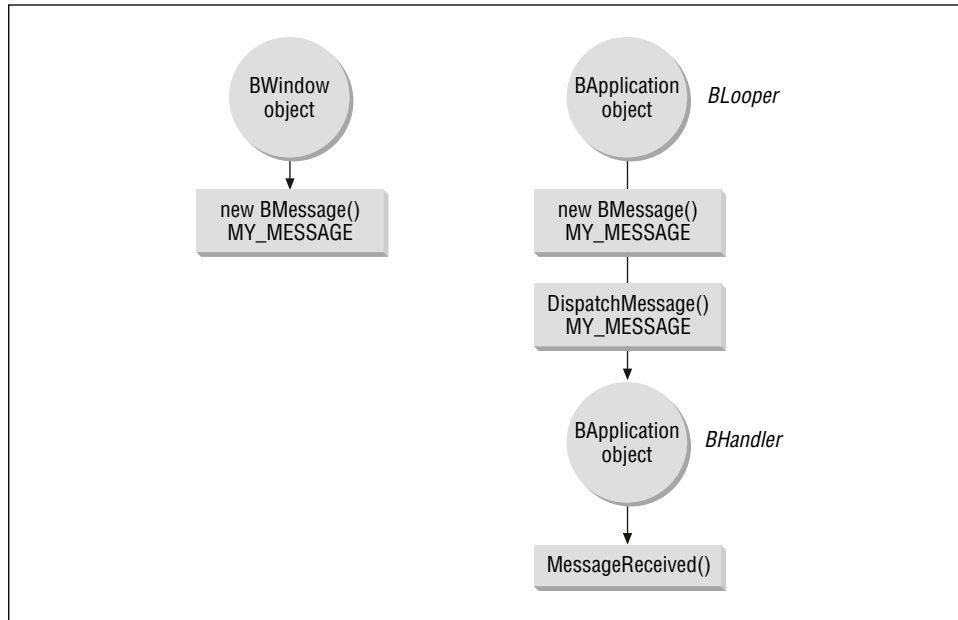 BWindow
object
new BMessage()
MY_MESSAGE
BApplication
object
BLooper
new BMessage()
MY_MESSAGE
DispatchMessage()
MY_MESSAGE
BApplication
object
BHandler
MessageReceived()